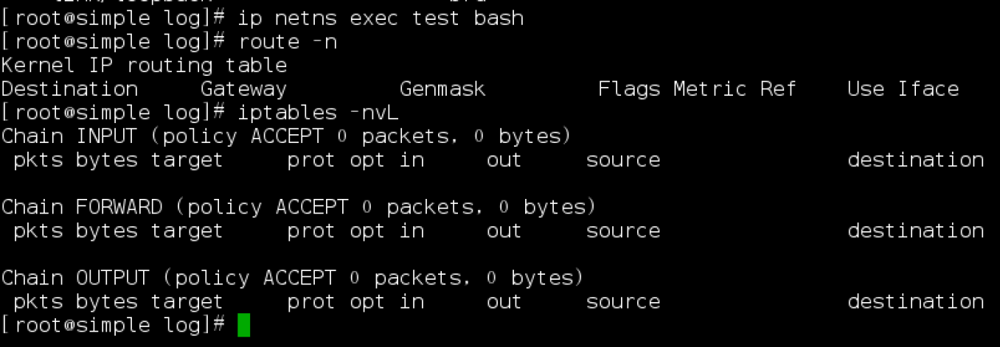 [root@simple log]# ip netns exec test bash
[root@simple log]# route -n
Kernel IP routing table
Destination     Gateway         Genmask         Flags Metric Ref    Use Iface
[root@simple log]# iptables -nvL
Chain INPUT (policy ACCEPT 0 packets, 0 bytes)
 pkts bytes target     prot opt in     out     source               destination

Chain FORWARD (policy ACCEPT 0 packets, 0 bytes)
 pkts bytes target     prot opt in     out     source               destination

Chain OUTPUT (policy ACCEPT 0 packets, 0 bytes)
 pkts bytes target     prot opt in     out     source               destination
[root@simple log]#